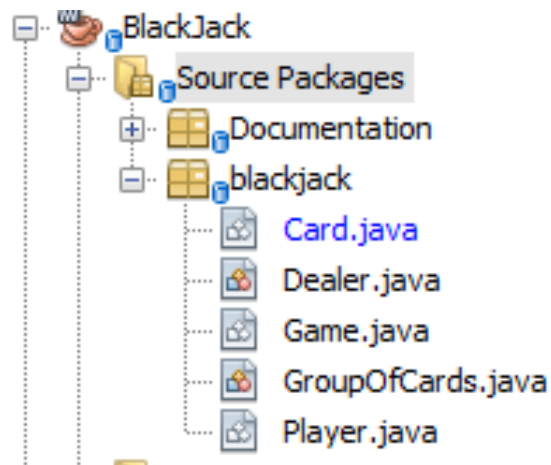 BlackJack
Source Packages
Documentation
blackjack
Card.java
Dealer.java
Game.java
GroupOfCards.java
Player.java